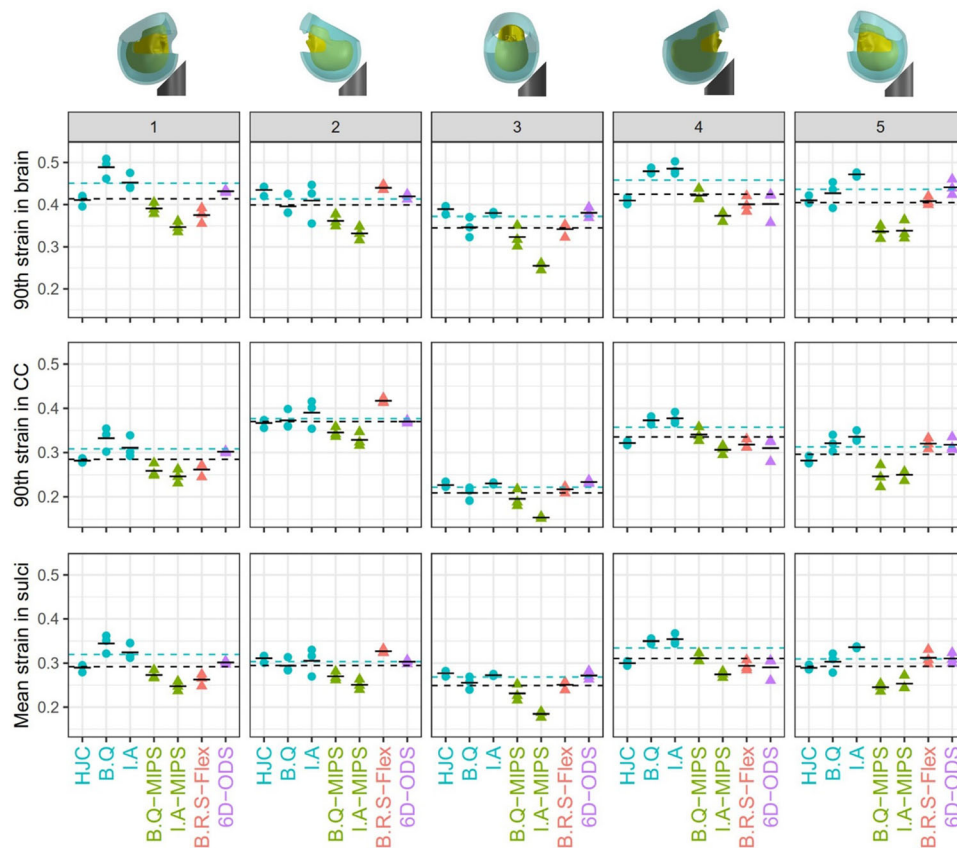 1 2 3 4 5
90th strain in brain
0.5
0.4
0.3
0.2
90th strain in CC
0.5
0.4
0.3
0.2
Mean strain in sulci
0.5
0.4
0.3
0.2
HJC B.Q I.A B.Q−MIPS I.A−MIPS B.R.S−Flex 6D−ODS
HJC B.Q I.A B.Q−MIPS I.A−MIPS B.R.S−Flex 6D−ODS
HJC B.Q I.A B.Q−MIPS I.A−MIPS B.R.S−Flex 6D−ODS
HJC B.Q I.A B.Q−MIPS I.A−MIPS B.R.S−Flex 6D−ODS
HJC B.Q I.A B.Q−MIPS I.A−MIPS B.R.S−Flex 6D−ODS